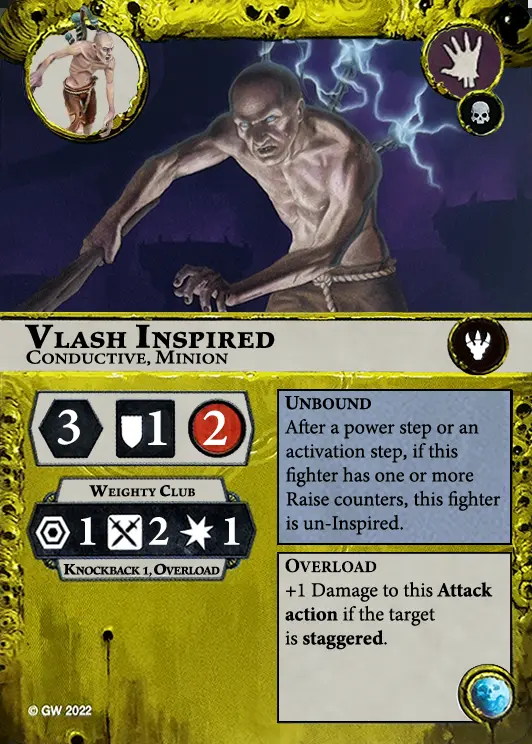 VLASH INSPIRED
CONDUCTIVE, MINION
3 1 2
WEIGHTY CLUB
1 2 1
KNOCKBACK 1, OVERLOAD
UNBOUND
After a power step or an
activation step, if this
fighter has one or more
Raise counters, this fighter
is un-Inspired.
OVERLOAD
+1 Damage to this Attack
action if the target
is staggered.
© GW 2022